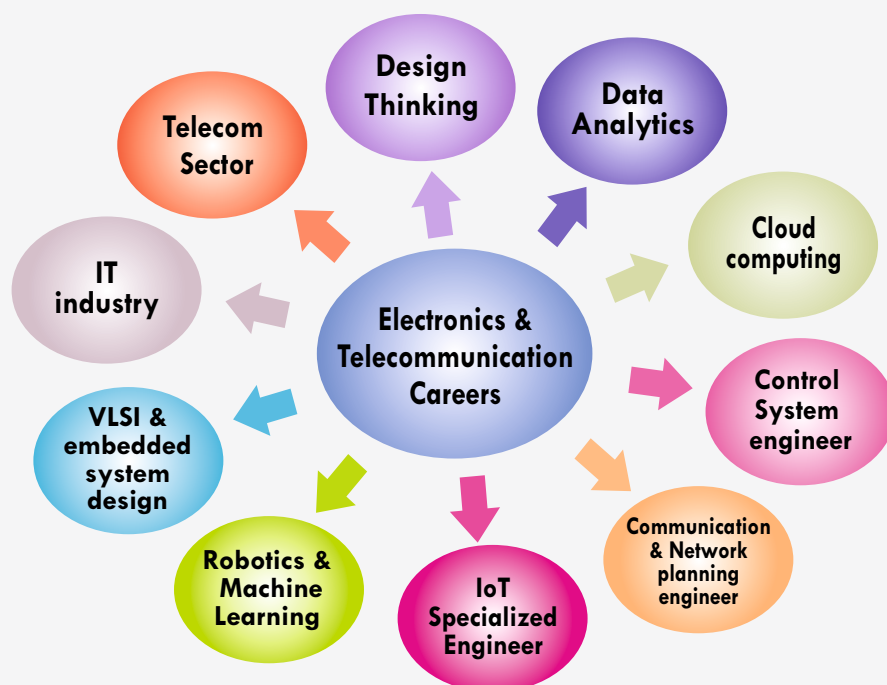 Design
Thinking
Data
Analytics
Telecom
Sector
Cloud
computing
IT
industry
Electronics &
Telecommunication
Careers
Control
System
engineer
VLSI &
embedded
system
design
Communication
& Network
planning
engineer
Robotics &
Machine
Learning
IoT
Specialized
Engineer